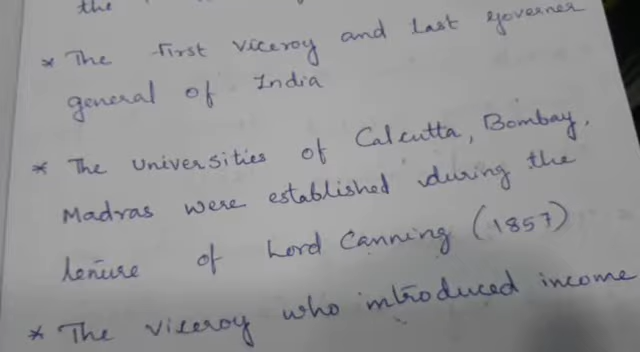 the
* The first viceroy and last governer
general of India
* The universities of Calcutta, Bombay,
Madras were established during the
tenure of Lord Canning (1857)
* The viceroy who introduced income